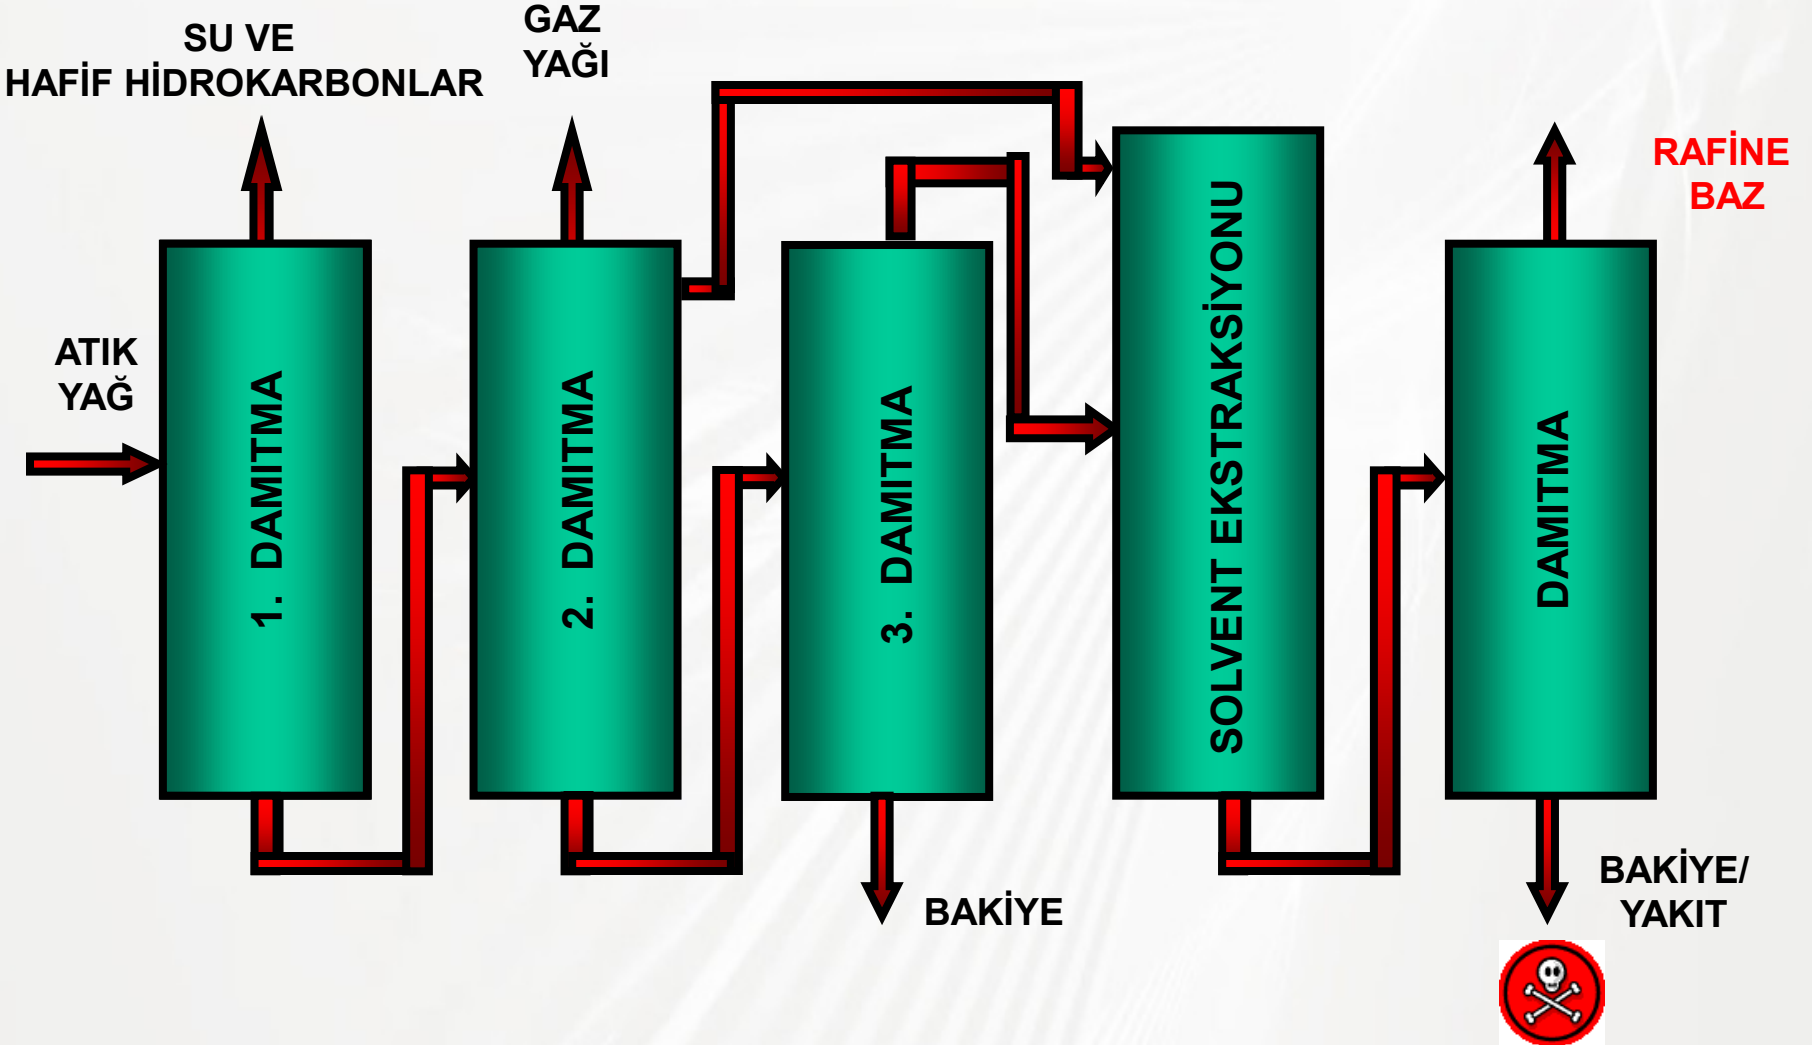 SU VE
HAFİF HİDROKARBONLAR
GAZ
YAĞI
RAFİNE
BAZ
ATIK
YAĞ
1. DAMITMA
2. DAMITMA
3. DAMITMA
SOLVENT EKSTRAKSİYONU
DAMITMA
BAKİYE
BAKİYE/
YAKIT